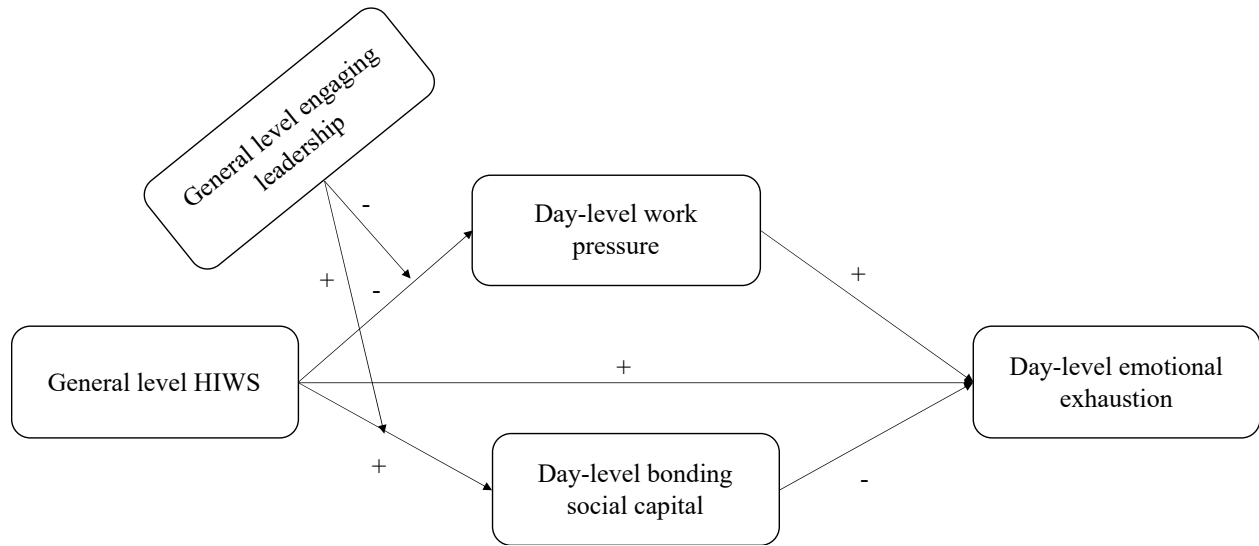 General level engaging
leadership
-
Day-level work
pressure
+
+
-
General level HIWS
+
Day-level emotional
exhaustion
+
Day-level bonding
social capital
-